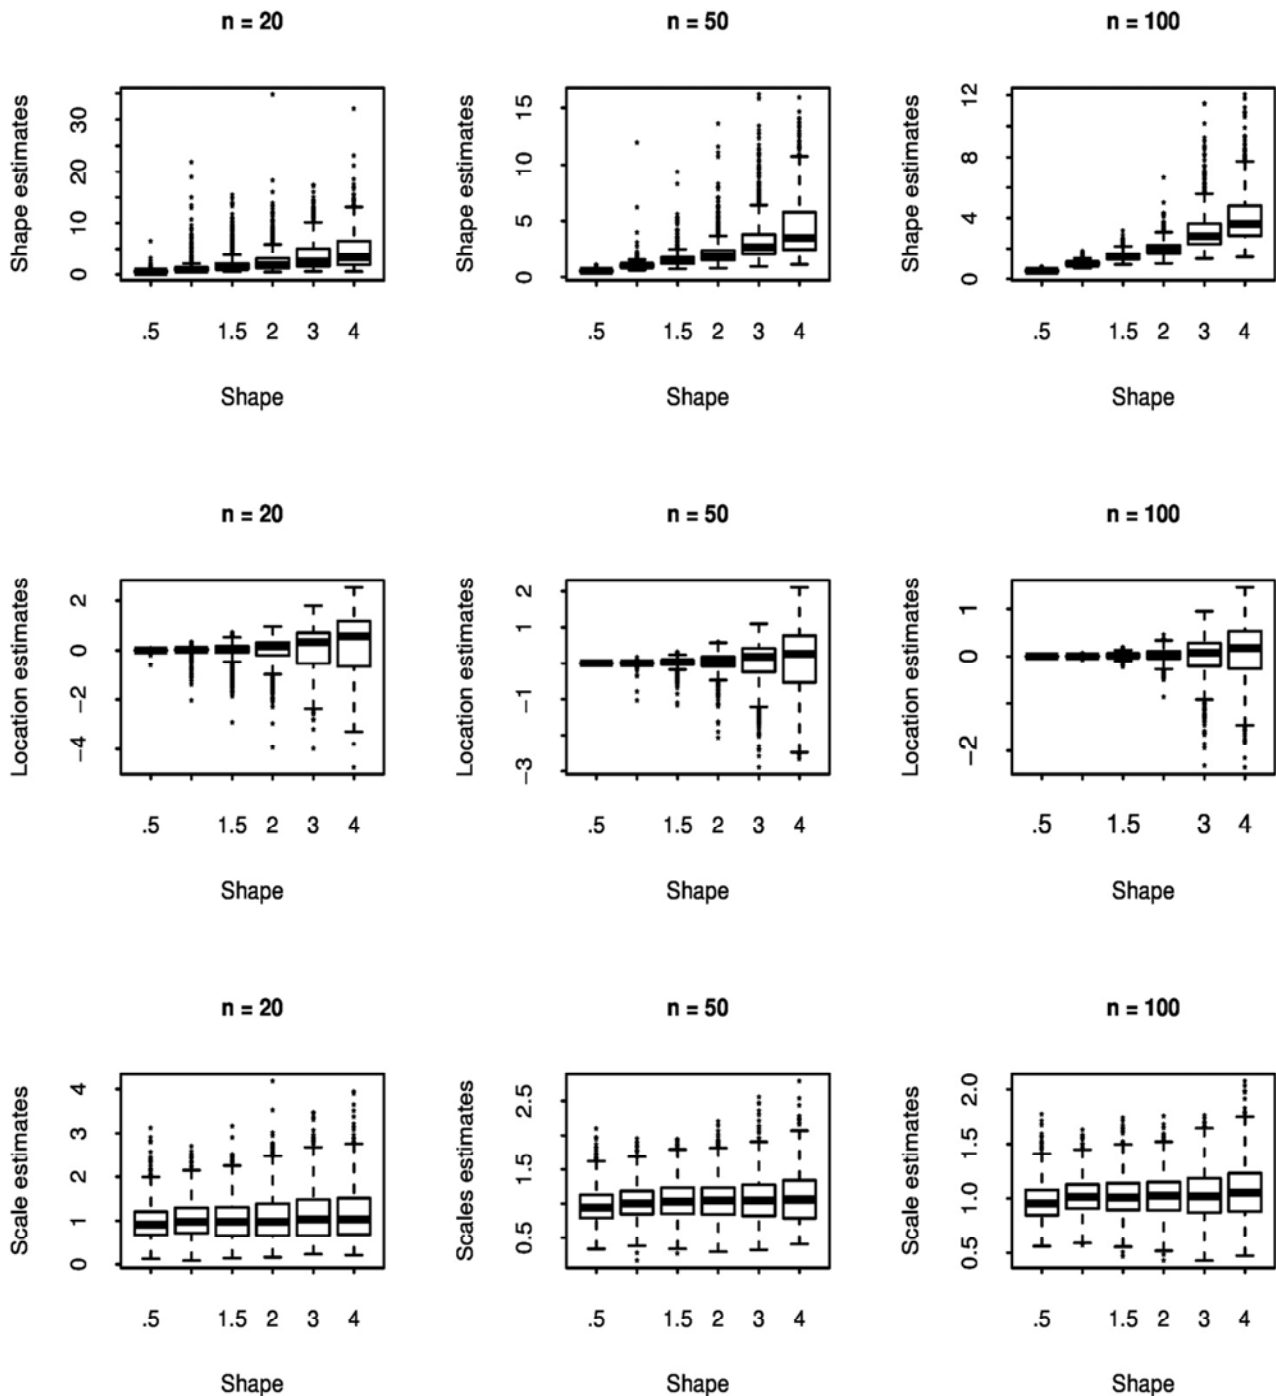 n = 20
n = 50
n = 100
Shape estimates
0
10
20
30
.5
1.5
2
3
4
Shape
Shape estimates
0
5
10
15
.5
1.5
2
3
4
Shape
Shape estimates
0
4
8
12
.5
1.5
2
3
4
Shape
n = 20
n = 50
n = 100
Location estimates
−4
−2
0
2
.5
1.5
2
3
4
Shape
Location estimates
−3
−1
1
2
.5
1.5
2
3
4
Shape
Location estimates
−2
0
1
.5
1.5
3
4
Shape
n = 20
n = 50
n = 100
Scale estimates
0
1
2
3
4
.5
1.5
2
3
4
Shape
Scales estimates
0.5
1.5
2.5
.5
1.5
2
3
4
Shape
Scale estimates
0.5
1.0
1.5
2.0
.5
1.5
2
3
4
Shape